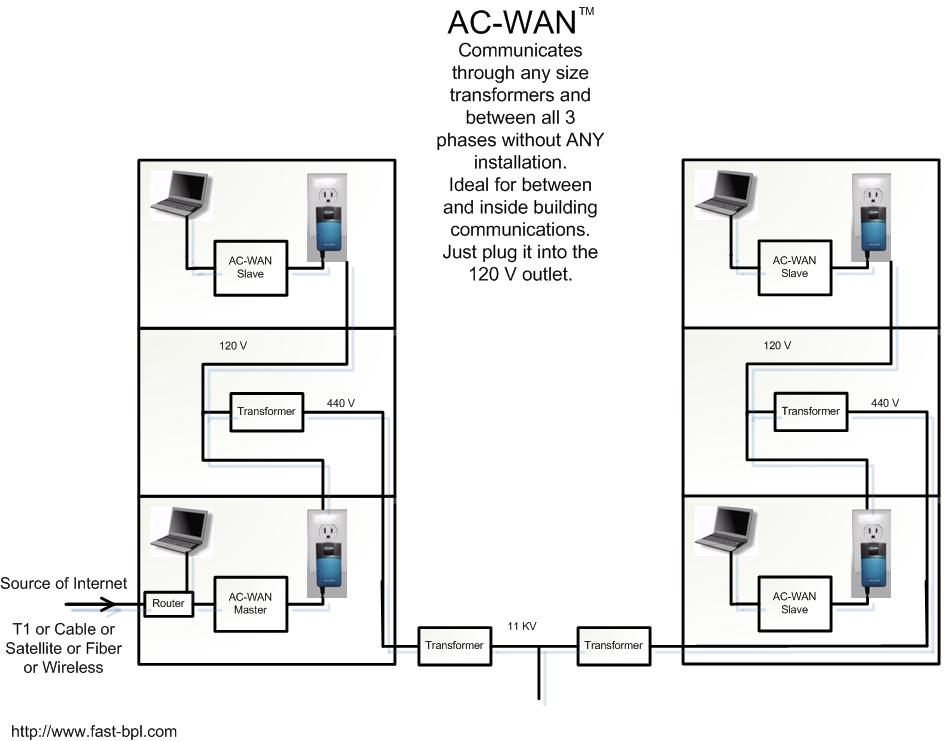 AC-WAN™
Communicates
through any size
transformers and
between all 3
phases without ANY
installation.
Ideal for between
and inside building
communications.
Just plug it into the
120 V outlet.
AC-WAN
Slave
120 V
Transformer
440 V
Source of Internet
T1 or Cable or
Satellite or Fiber
or Wireless
Router
AC-WAN
Master
Transformer
11 KV
Transformer
AC-WAN
Slave
120 V
Transformer
440 V
AC-WAN
Slave
http://www.fast-bpl.com